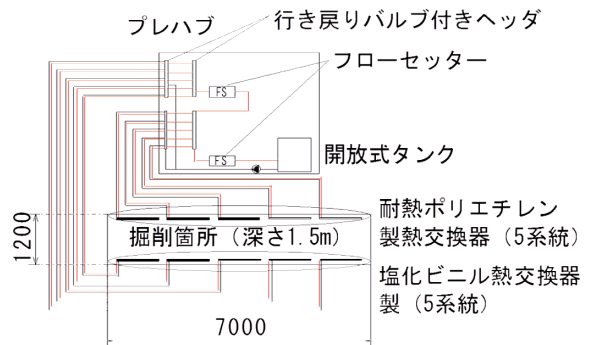 プレハブ
行き戻りバルブ付きヘッダ
フローセッター
FS
FS
開放式タンク
耐熱ポリエチレン
製熱交換器（5系統）
掘削箇所（深さ1.5m）
1200
塩化ビニル熱交換器
製（5系統）
7000